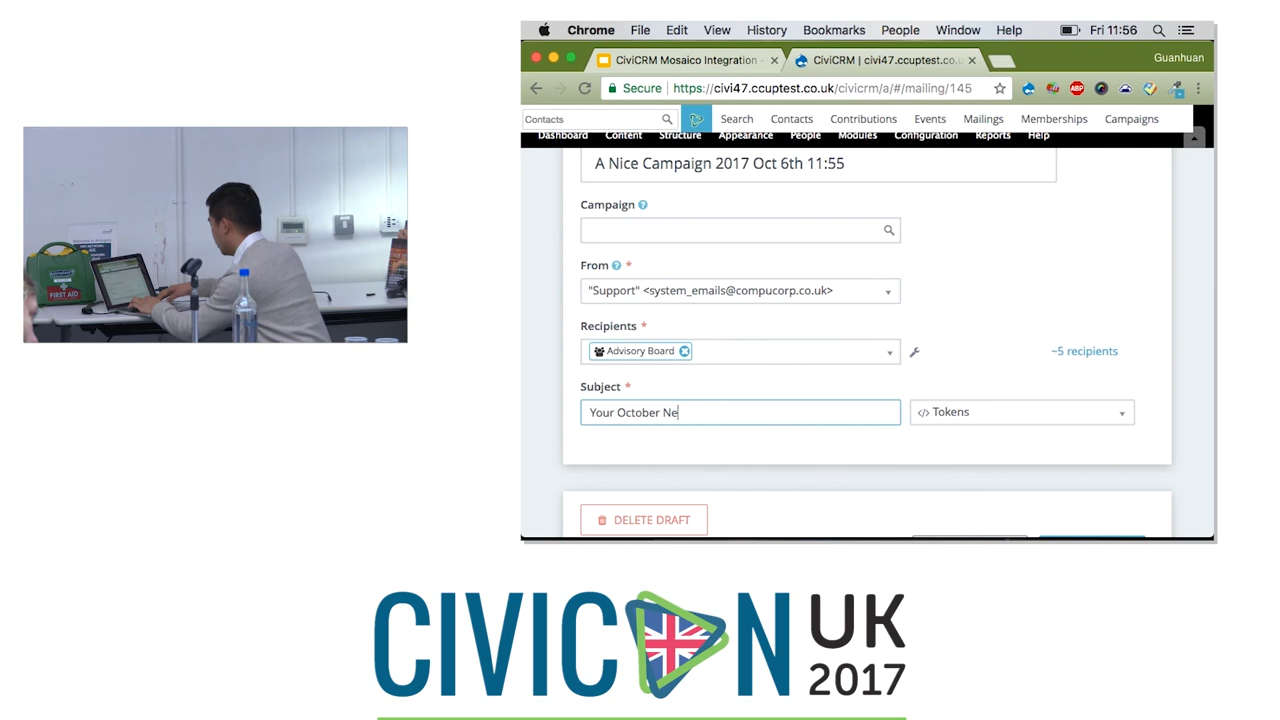 Chrome File Edit View History Bookmarks People Window Help Fri 11:56
CiviCRM Mosaico Integration - CiviCRM | civi47.ccuptest.co.u Guanhuan
Secure https://civi47.ccuptest.co.uk/civicrm/a/#/mailing/145
ABP
Contacts Search Contacts Contributions Events Mailings Memberships Campaigns
Dashboard Content Structure Appearance People Modules Configuration Reports Help
A Nice Campaign 2017 Oct 6th 11:55
Campaign
From *
"Support" <system_emails@compucorp.co.uk>
Recipients *
Advisory Board ~5 recipients
Subject *
Your October Ne </> Tokens
DELETE DRAFT
FIRST AID
CIVICON UK
2017